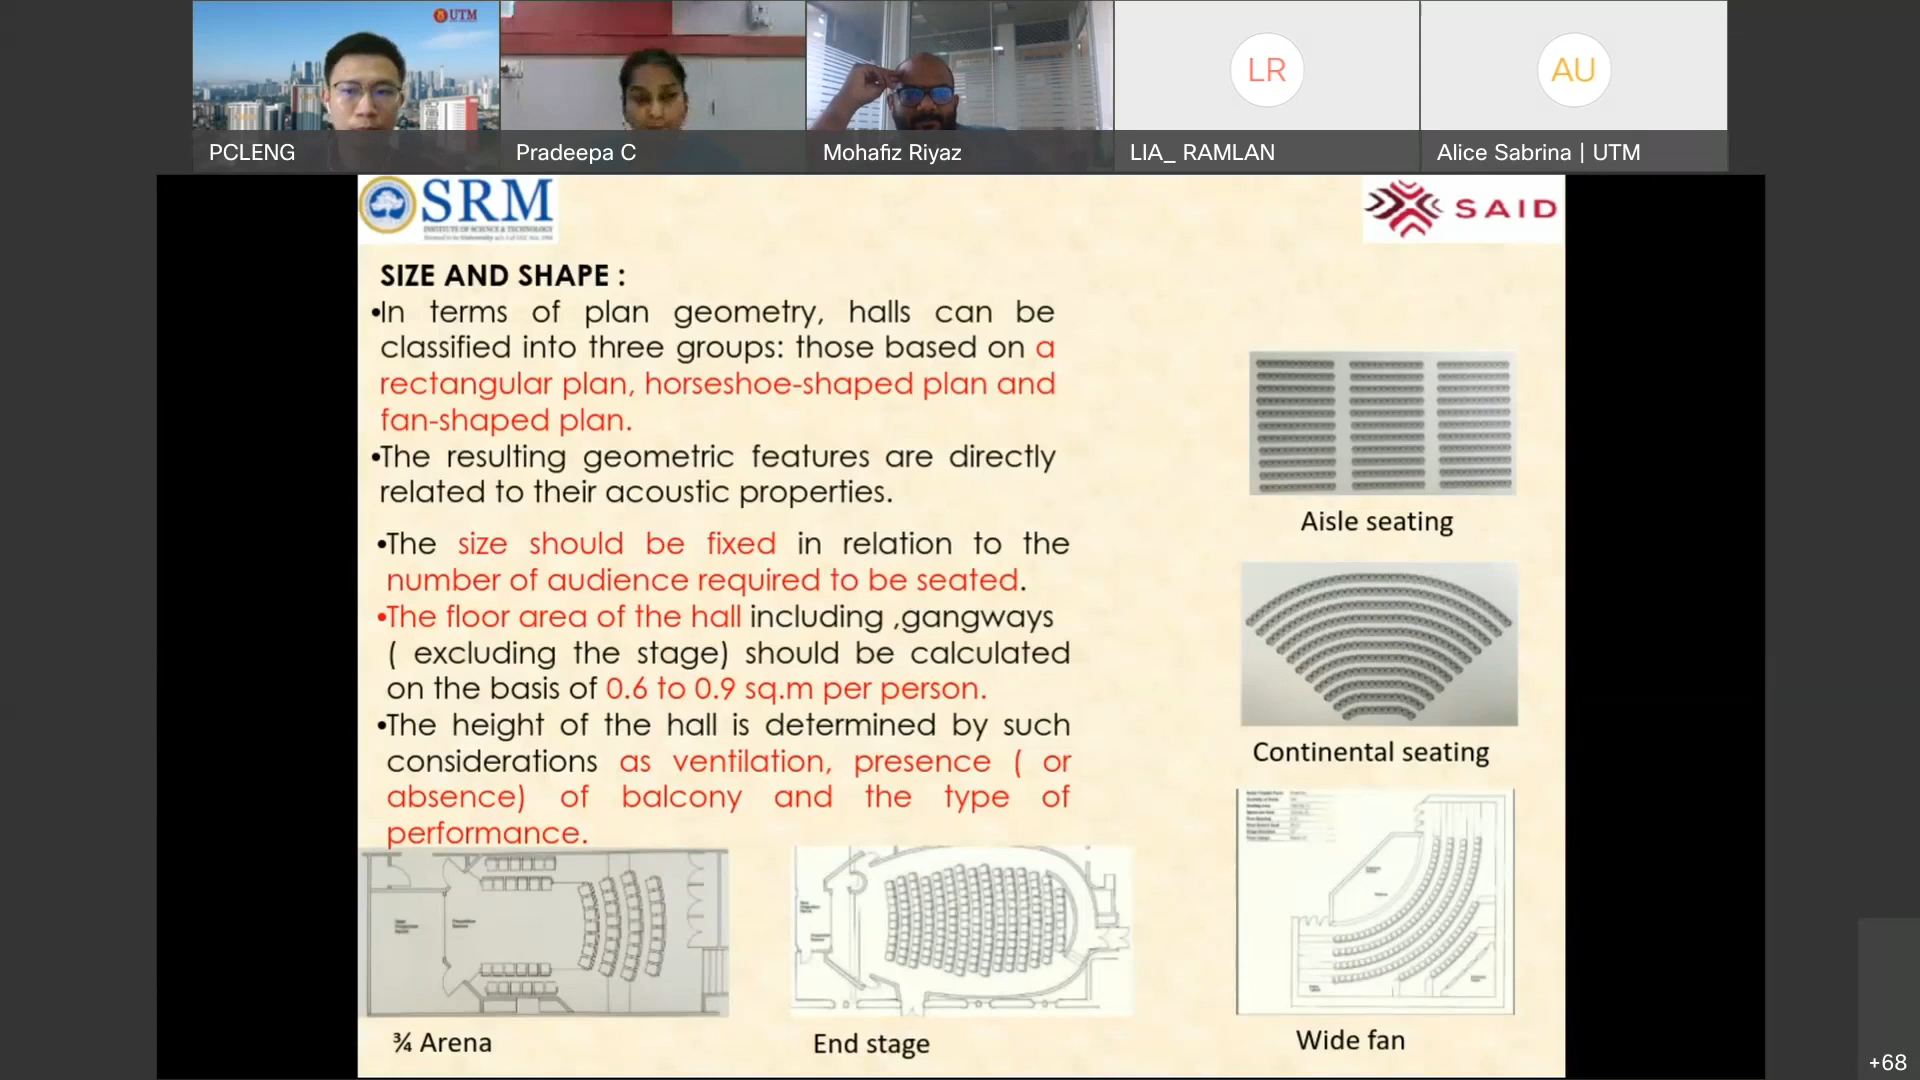 UTM
PCLENG
Pradeepa C
Mohafiz Riyaz
LR
LIA_ RAMLAN
AU
Alice Sabrina | UTM
SRM
INSTITUTE OF SCIENCE & TECHNOLOGY
SAID
SIZE AND SHAPE :
•In terms of plan geometry, halls can be
classified into three groups: those based on a
rectangular plan, horseshoe-shaped plan and
fan-shaped plan.
•The resulting geometric features are directly
related to their acoustic properties.
•The size should be fixed in relation to the
number of audience required to be seated.
•The floor area of the hall including ,gangways
( excluding the stage) should be calculated
on the basis of 0.6 to 0.9 sq.m per person.
•The height of the hall is determined by such
considerations as ventilation, presence ( or
absence) of balcony and the type of
performance.
Aisle seating
Continental seating
¾ Arena
End stage
Wide fan
+68